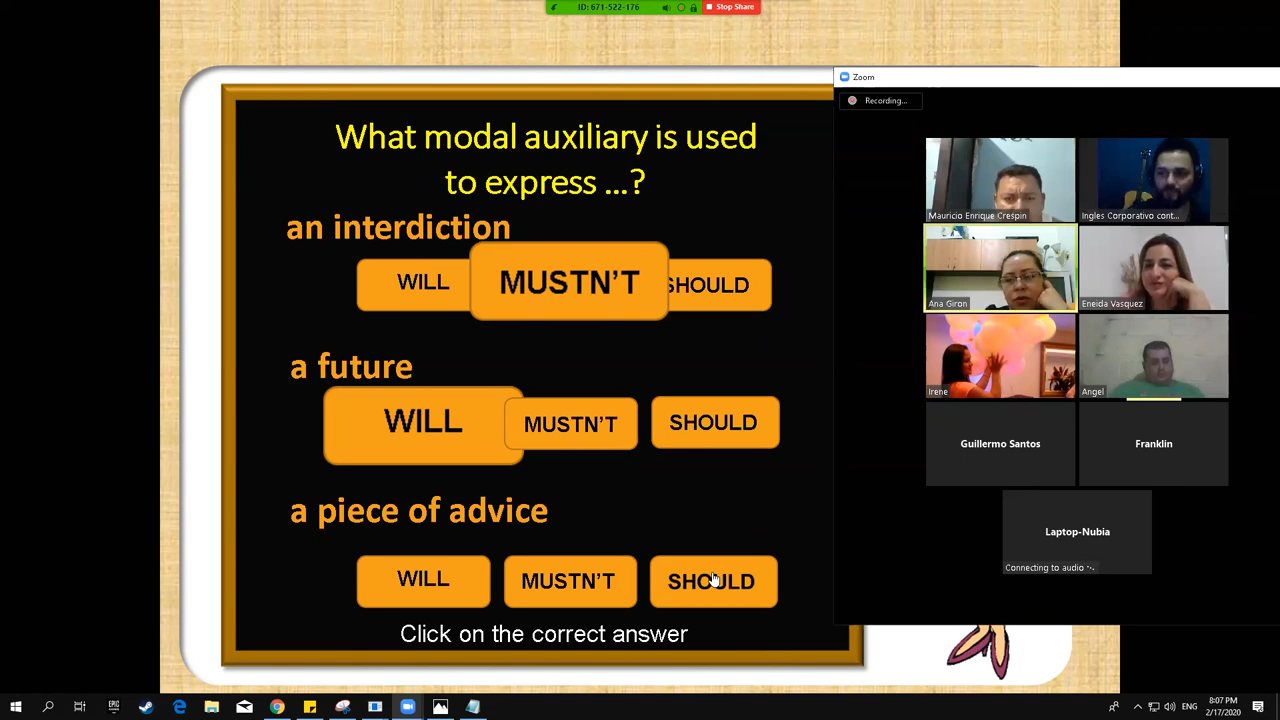 ID: 671-522-176
Stop Share
Zoom
Recording...
What modal auxiliary is used
to express ...?
an interdiction
WILL
MUSTN'T
SHOULD
a future
WILL
MUSTN'T
SHOULD
a piece of advice
WILL
MUSTN'T
SHOULD
Click on the correct answer
Mauricio Enrique Crespin
Ingles Corporativo cont...
Ana Giron
Eneida Vasquez
Irene
Angel
Guillermo Santos
Franklin
Laptop-Nubia
Connecting to audio
EPIC
ENG
8:07 PM
2/17/2020